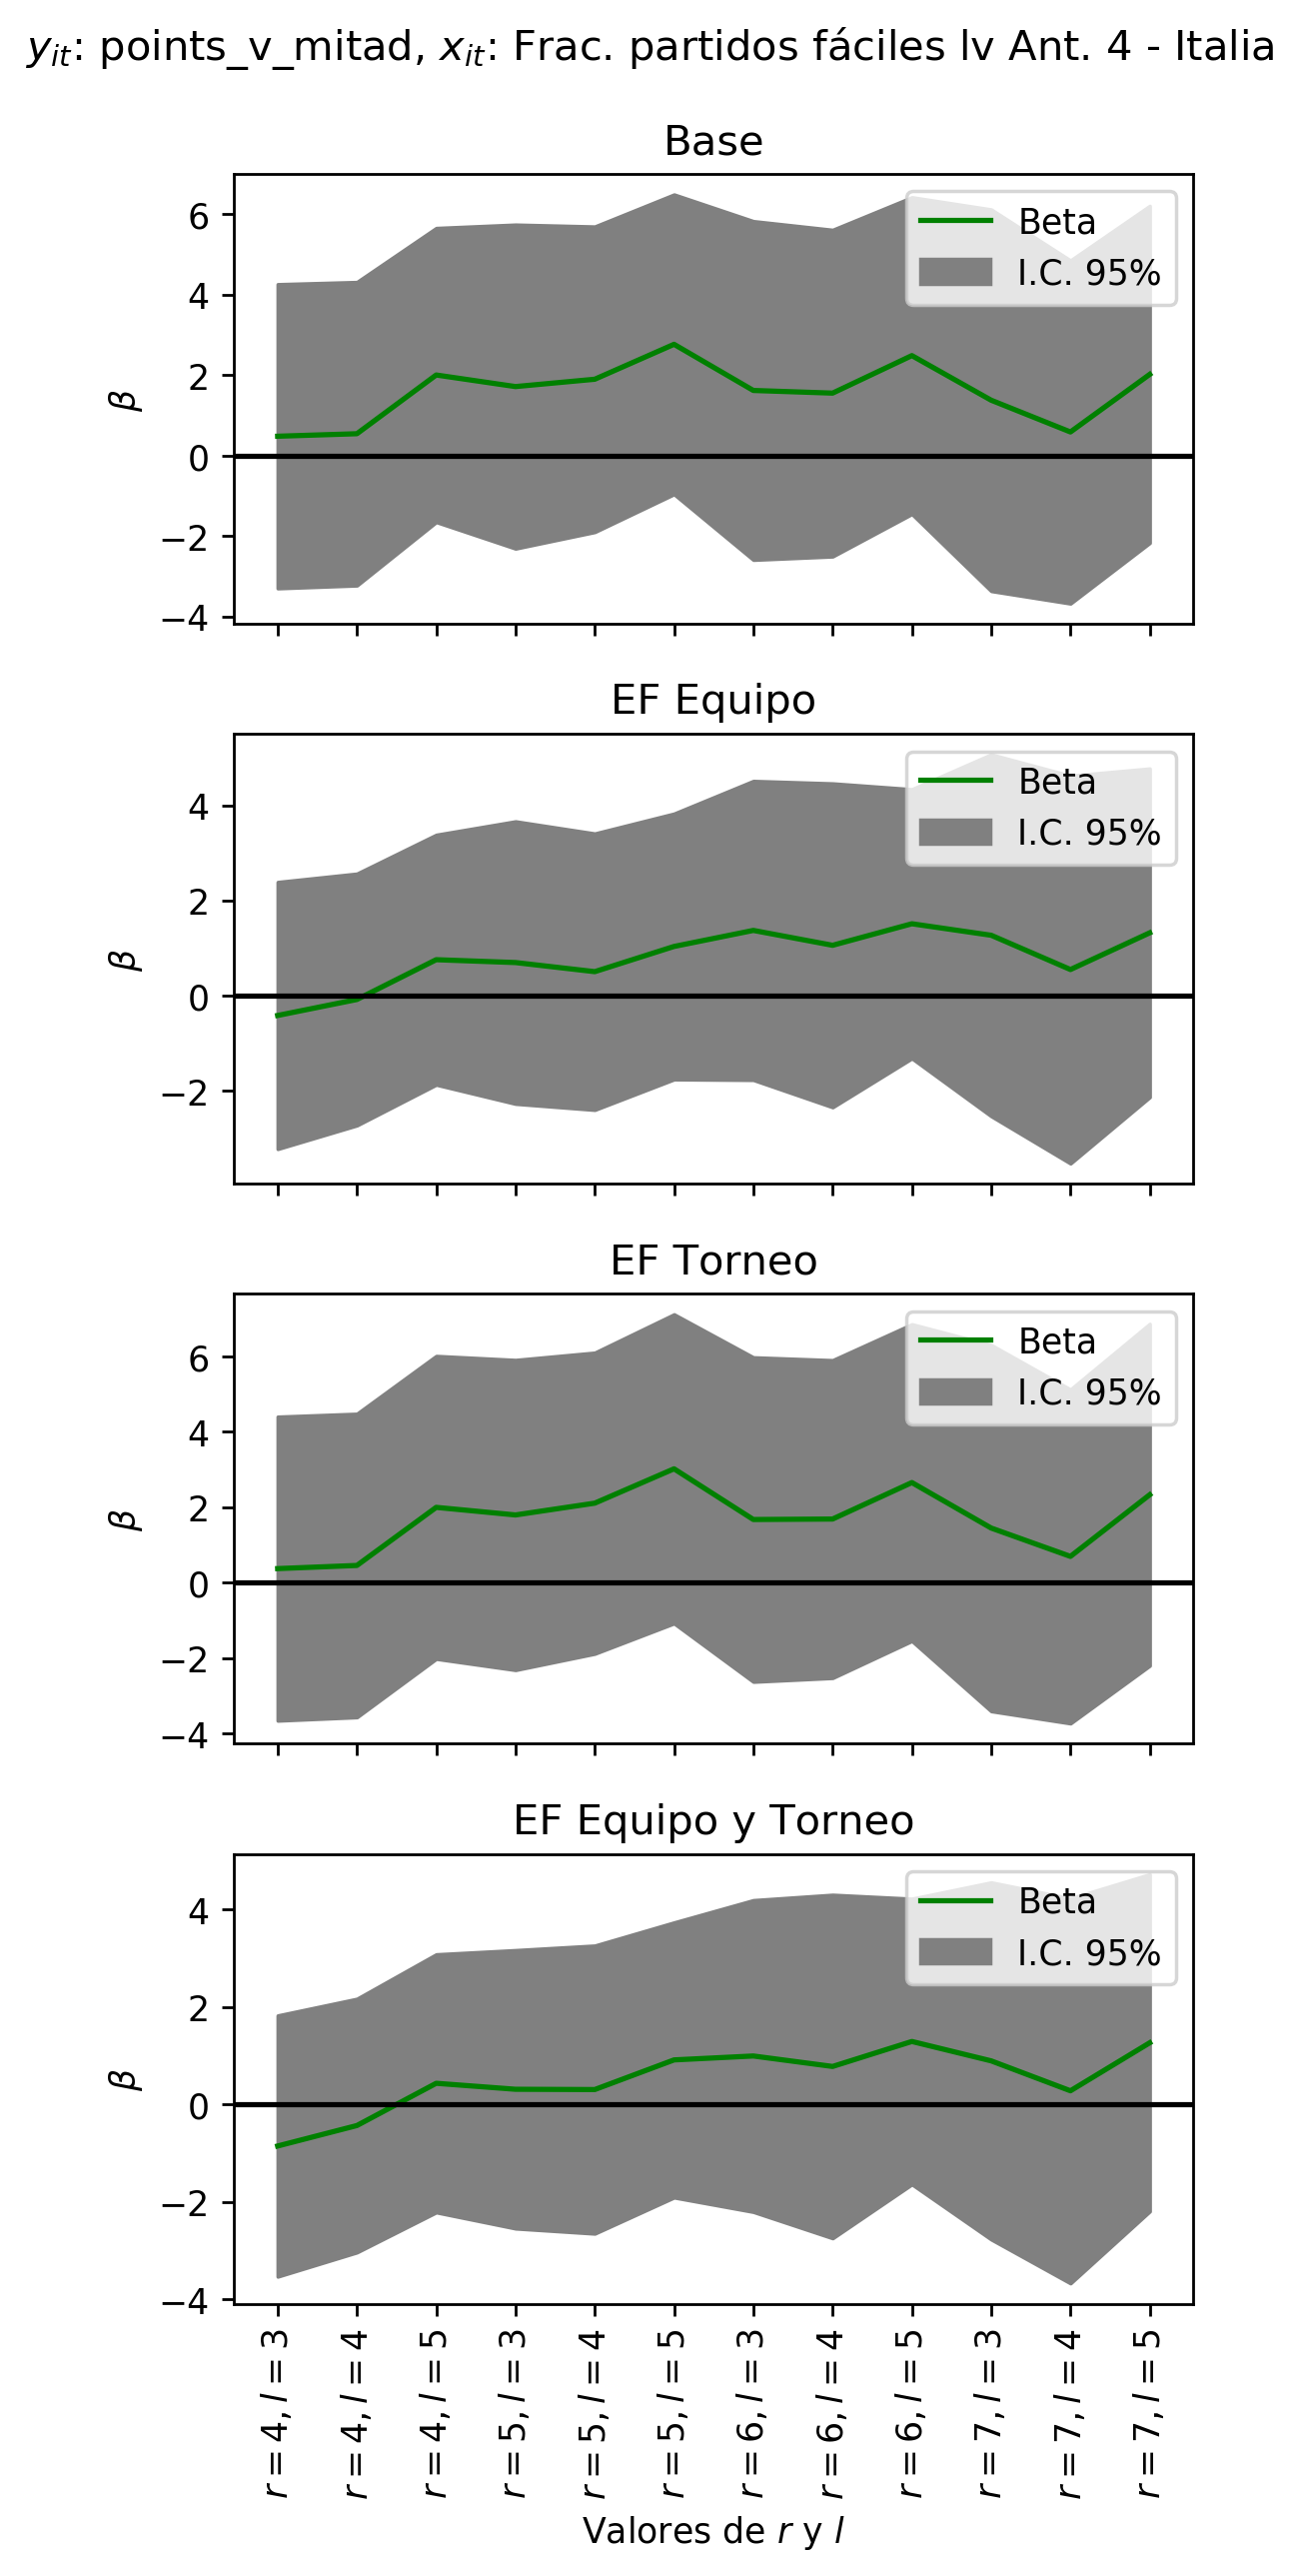 y_it: points_v_mitad, x_it: Frac. partidos fáciles lv Ant. 4 - Italia
Base
Beta
I.C. 95%
6
4
2
0
−2
−4
β
EF Equipo
Beta
I.C. 95%
4
2
0
−2
β
EF Torneo
Beta
I.C. 95%
6
4
2
0
−2
−4
β
EF Equipo y Torneo
Beta
I.C. 95%
4
2
0
−2
−4
β
r = 4, l = 3
r = 4, l = 4
r = 4, l = 5
r = 5, l = 3
r = 5, l = 4
r = 5, l = 5
r = 6, l = 3
r = 6, l = 4
r = 6, l = 5
r = 7, l = 3
r = 7, l = 4
r = 7, l = 5
Valores de r y l